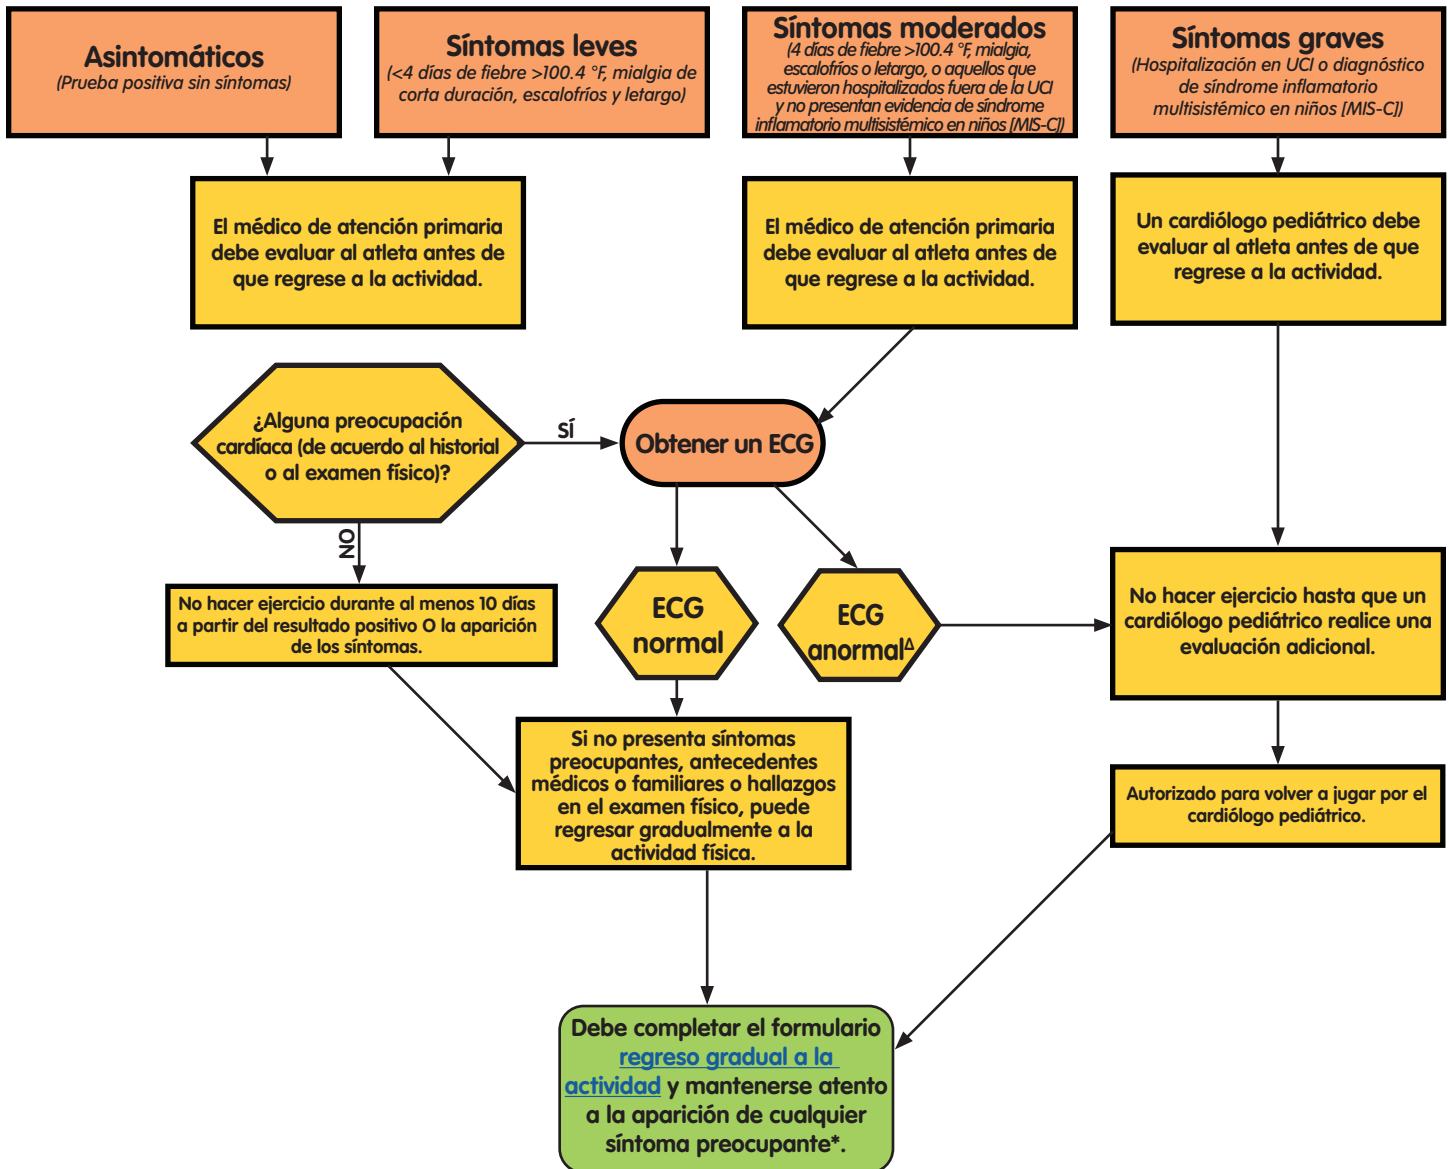 Asintomáticos
(Prueba positiva sin síntomas)
Síntomas leves
(<4 días de fiebre >100.4 °F, mialgia de
corta duración, escalofríos y letargo)
Síntomas moderados
(4 días de fiebre >100.4 °F, mialgia,
escalofríos o letargo, o aquellos que
estuvieron hospitalizados fuera de la UCI
y no presentan evidencia de síndrome
inflamatorio multisistémico en niños [MIS-C])
Síntomas graves
(Hospitalización en UCI o diagnóstico
de síndrome inflamatorio
multisistémico en niños [MIS-C])
El médico de atención primaria
debe evaluar al atleta antes de
que regrese a la actividad.
El médico de atención primaria
debe evaluar al atleta antes de
que regrese a la actividad.
Un cardiólogo pediátrico debe
evaluar al atleta antes de que
regrese a la actividad.
¿Alguna preocupación
cardíaca (de acuerdo al historial
o al examen físico)?
SÍ
Obtener un ECG
NO
No hacer ejercicio durante al menos 10 días
a partir del resultado positivo O la aparición
de los síntomas.
ECG
normal
ECG
anormalΔ
No hacer ejercicio hasta que un
cardiólogo pediátrico realice una
evaluación adicional.
Si no presenta síntomas
preocupantes, antecedentes
médicos o familiares o hallazgos
en el examen físico, puede
regresar gradualmente a la
actividad física.
Autorizado para volver a jugar por el
cardiólogo pediátrico.
Debe completar el formulario
regreso gradual a la
actividad y mantenerse atento
a la aparición de cualquier
síntoma preocupante*.